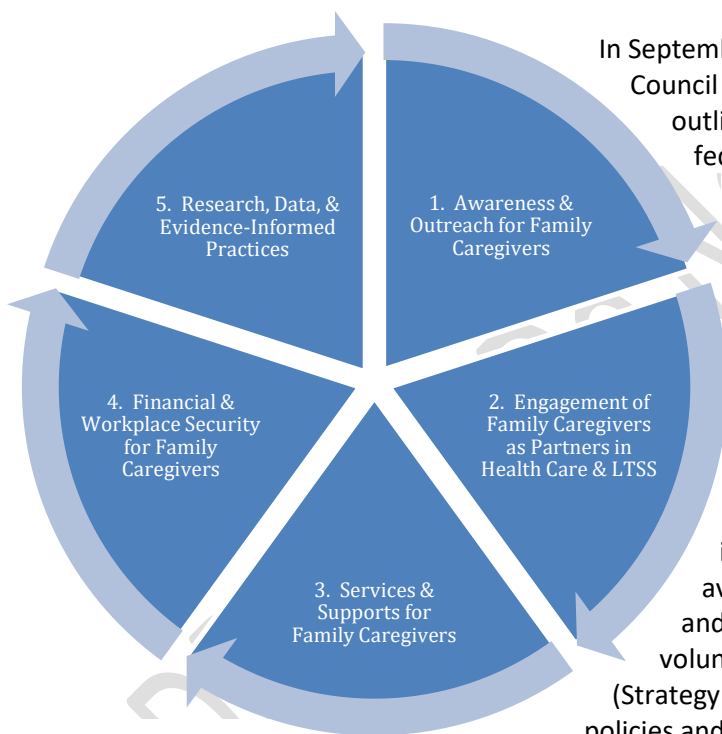 In Septemb
Council
outli
fed
5. Research, Data, &
Evidence-Informed
Practices
1. Awareness &
Outreach for Family
Caregivers
4. Financial &
Workplace Security
for Family
Caregivers
2. Engagement of
Family Caregivers
as Partners in
Health Care & LTSS
3. Services &
Supports for
Family Caregivers
i
av
and
volun
(Strategy
policies and